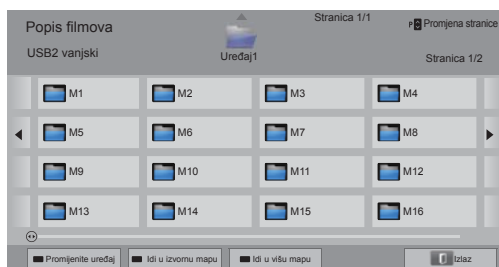 Popis filmova
Stranica 1/1
P Promjena stranice
USB2 vanjski
Uređaj1
Stranica 1/2
M1 M2 M3 M4
M5 M6 M7 M8
M9 M10 M11 M12
M13 M14 M15 M16
Promijenite uređaj Idi u izvornu mapu Idi u višu mapu Izlaz